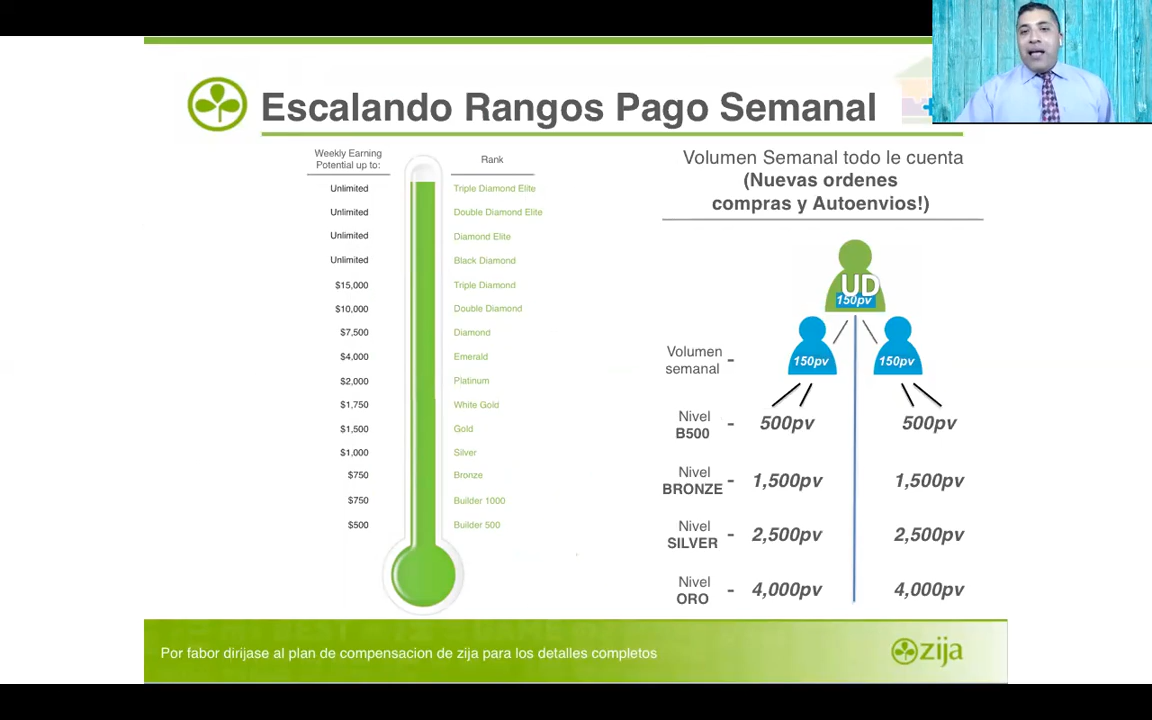 Escalando Rangos Pago Semanal
Weekly Earning
Potential up to:
Rank
Unlimited
Triple Diamond Elite
Unlimited
Double Diamond Elite
Unlimited
Diamond Elite
Unlimited
Black Diamond
$15,000
Triple Diamond
$10,000
Double Diamond
$7,500
Diamond
$4,000
Emerald
$2,000
Platinum
$1,750
White Gold
$1,500
Gold
$1,000
Silver
$750
Bronze
$750
Builder 1000
$500
Builder 500
Volumen Semanal todo le cuenta
(Nuevas ordenes
compras y Autoenvios!)
UD
150pv
Volumen
semanal -
150pv
150pv
Nivel
B500 - 500pv 500pv
Nivel
BRONZE - 1,500pv 1,500pv
Nivel
SILVER - 2,500pv 2,500pv
Nivel
ORO - 4,000pv 4,000pv
Por fabor dirijase al plan de compensacion de zija para los detalles completos
zija